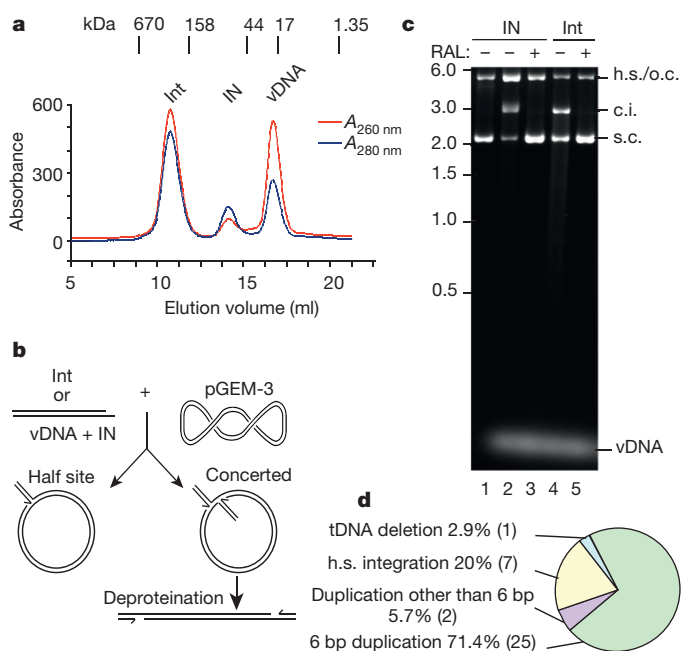 a
kDa 670 158 44 17 1.35
Int IN vDNA
600
300
0
Absorbance
A260 nm
A280 nm
5 10 15 20
Elution volume (ml)
b
Int
or
vDNA + IN
+
pGEM-3
Half site
Concerted
Deproteination
c
IN Int
RAL: – – + – +
6.0
3.0
2.0
1.5
1.0
0.5
h.s./o.c.
c.i.
s.c.
vDNA
1 2 3 4 5
d
tDNA deletion 2.9% (1)
h.s. integration 20% (7)
Duplication other than 6 bp
5.7% (2)
6 bp duplication 71.4% (25)